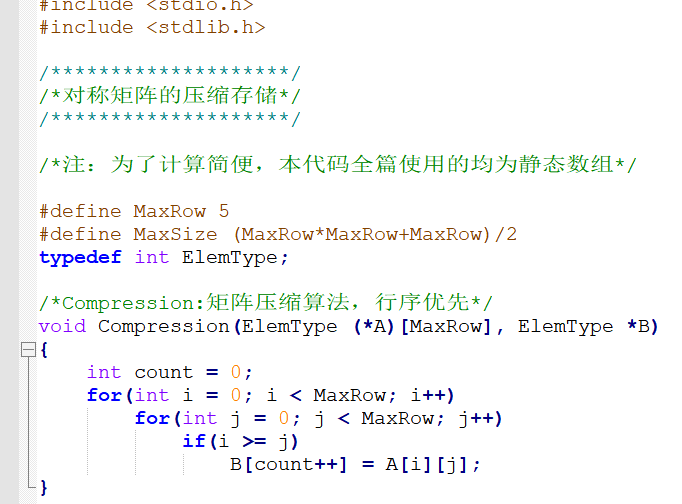 #include <stdio.h>
#include <stdlib.h>
/********************/
/*对称矩阵的压缩存储*/
/********************/
/*注：为了计算简便，本代码全篇使用的均为静态数组*/
#define MaxRow 5
#define MaxSize (MaxRow*MaxRow+MaxRow)/2
typedef int ElemType;
/*Compression:矩阵压缩算法，行序优先*/
void Compression(ElemType (*A)[MaxRow], ElemType *B)
{
    int count = 0;
    for(int i = 0; i < MaxRow; i++)
        for(int j = 0; j < MaxRow; j++)
            if(i >= j)
                B[count++] = A[i][j];
}